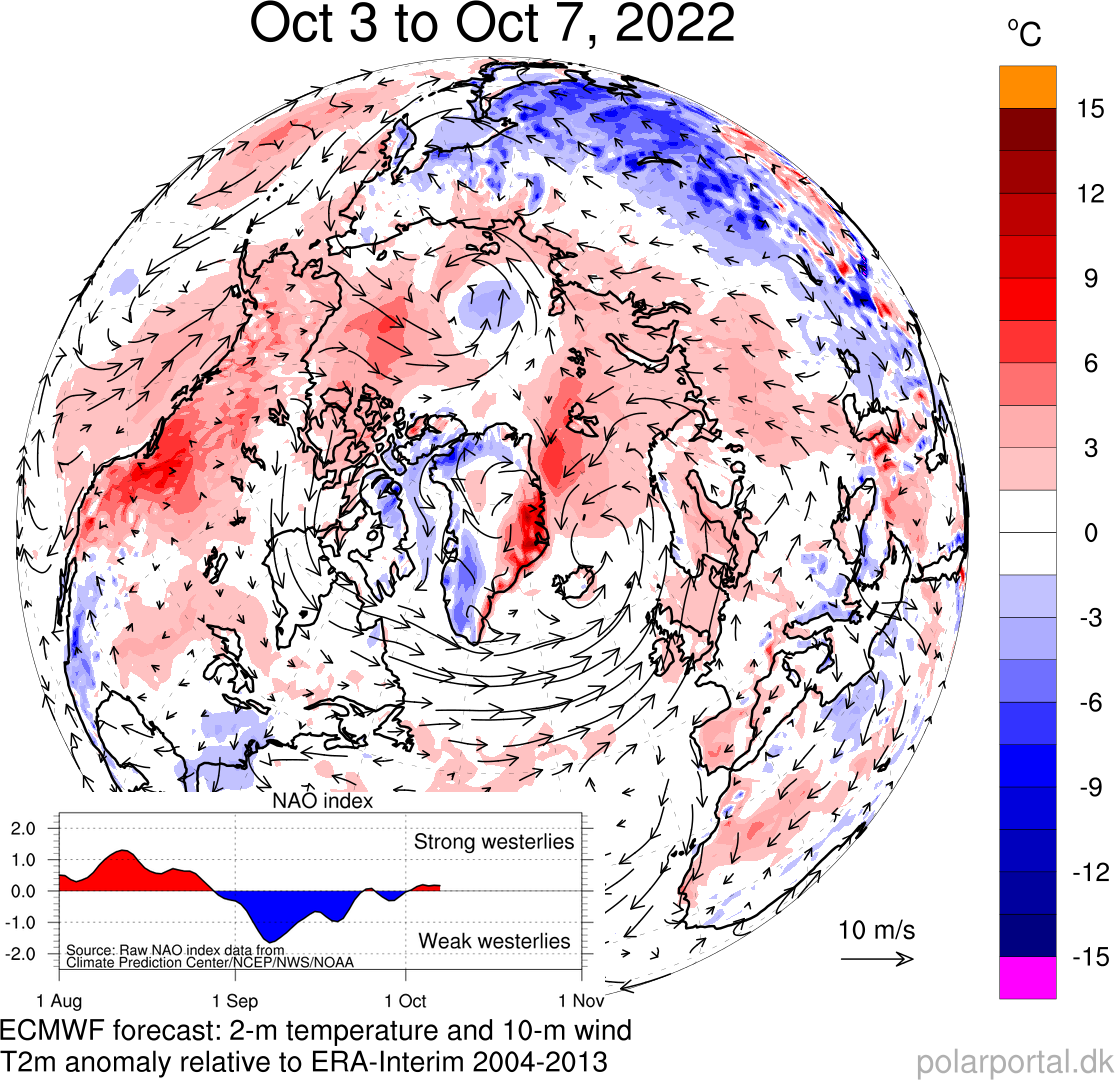 Oct 3 to Oct 7, 2022
°C
15
12
9
6
3
0
-3
-6
-9
-12
-15
10 m/s
NAO index
2.0
1.0
0.0
-1.0
-2.0
Strong westerlies
Weak westerlies
Source: Raw NAO index data from
Climate Prediction Center/NCEP/NWS/NOAA
1 Aug
1 Sep
1 Oct
1 Nov
ECMWF forecast: 2-m temperature and 10-m wind
T2m anomaly relative to ERA-Interim 2004-2013
polarportal.dk